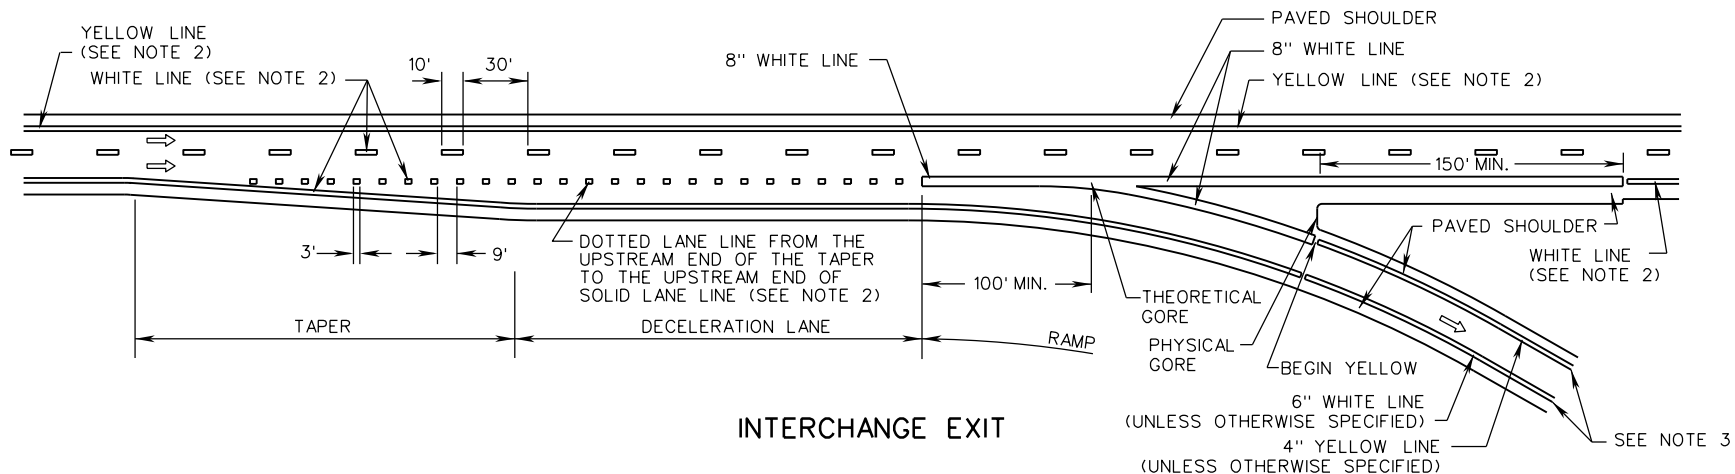 YELLOW LINE
(SEE NOTE 2)
WHITE LINE (SEE NOTE 2)
10'
30'
8" WHITE LINE
PAVED SHOULDER
8" WHITE LINE
YELLOW LINE (SEE NOTE 2)
150' MIN.
3'
9'
DOTTED LANE LINE FROM THE
UPSTREAM END OF THE TAPER
TO THE UPSTREAM END OF
SOLID LANE LINE (SEE NOTE 2)
100' MIN.
THEORETICAL
GORE
PAVED SHOULDER
WHITE LINE
(SEE NOTE 2)
TAPER
DECELERATION LANE
RAMP
PHYSICAL
GORE
BEGIN YELLOW
6" WHITE LINE
(UNLESS OTHERWISE SPECIFIED)
4" YELLOW LINE
(UNLESS OTHERWISE SPECIFIED)
SEE NOTE 3
INTERCHANGE EXIT